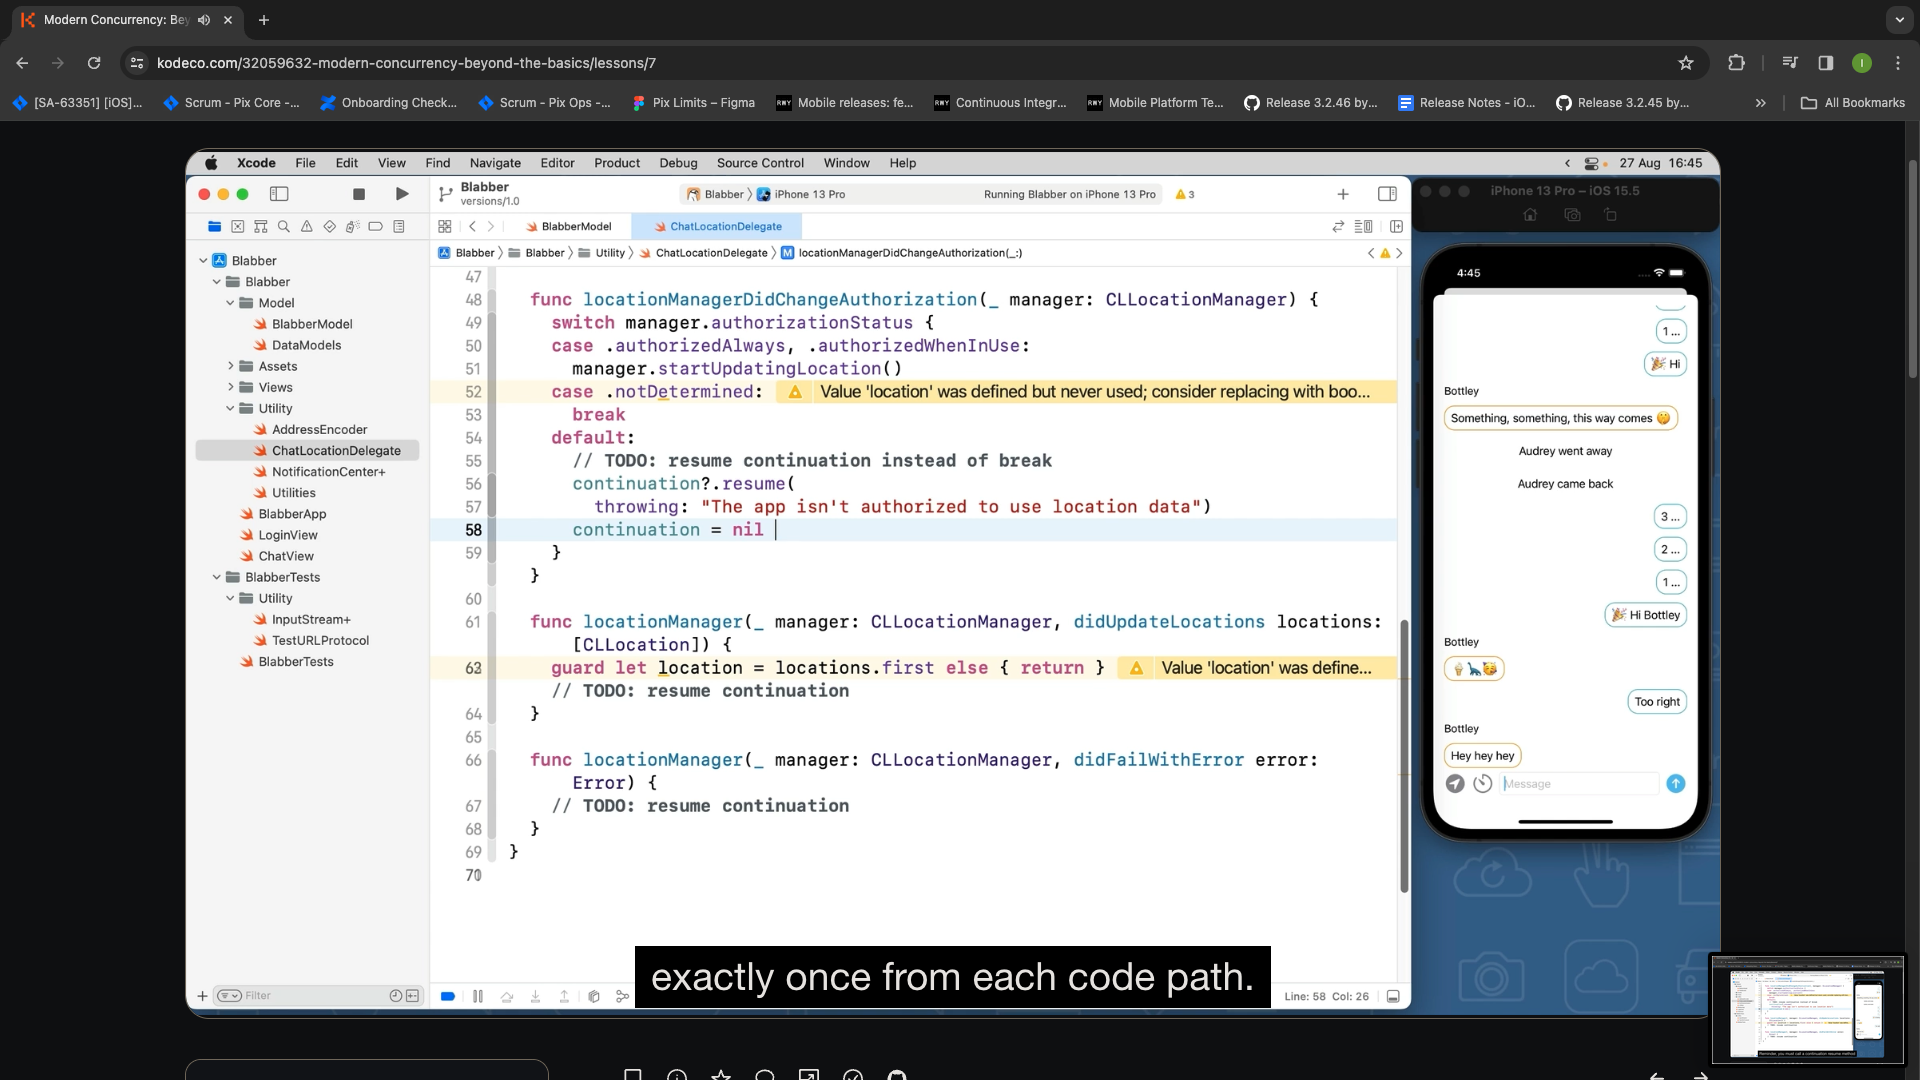 Modern Concurrency: Bey
kodeco.com/32059632-modern-concurrency-beyond-the-basics/lessons/7
I
[SA-63351] [iOS]...
Scrum - Pix Core -...
Onboarding Check...
Scrum - Pix Ops -...
Pix Limits – Figma
RWY Mobile releases: fe...
RWY Continuous Integr...
RWY Mobile Platform Te...
Release 3.2.46 by...
Release Notes - iO...
Release 3.2.45 by...
All Bookmarks
Xcode File Edit View Find Navigate Editor Product Debug Source Control Window Help
27 Aug 16:45
Blabber
versions/1.0
Blabber 〉 iPhone 13 Pro
Running Blabber on iPhone 13 Pro
3
BlabberModel
ChatLocationDelegate
Blabber 〉 Blabber 〉 Utility 〉 ChatLocationDelegate 〉 M locationManagerDidChangeAuthorization(_:)
Blabber
Blabber
Model
BlabberModel
DataModels
Assets
Views
Utility
AddressEncoder
ChatLocationDelegate
NotificationCenter+
Utilities
BlabberApp
LoginView
ChatView
BlabberTests
Utility
InputStream+
TestURLProtocol
BlabberTests
Filter
47
48 func locationManagerDidChangeAuthorization(_ manager: CLLocationManager) {
49 switch manager.authorizationStatus {
50 case .authorizedAlways, .authorizedWhenInUse:
51 manager.startUpdatingLocation()
52 case .notDetermined: Value 'location' was defined but never used; consider replacing with boo...
53 break
54 default:
55 // TODO: resume continuation instead of break
56 continuation?.resume(
57 throwing: "The app isn't authorized to use location data")
58 continuation = nil
59 }
}
60
61 func locationManager(_ manager: CLLocationManager, didUpdateLocations locations:
[CLLocation]) {
guard let location = locations.first else { return } Value 'location' was define...
// TODO: resume continuation
64 }
65
66 func locationManager(_ manager: CLLocationManager, didFailWithError error:
Error) {
67 // TODO: resume continuation
68 }
69 }
Line: 58 Col: 26
iPhone 13 Pro – iOS 15.5
4:45
1 ...
🎉 Hi
Bottley
Something, something, this way comes 🤫
Audrey went away
Audrey came back
3 ...
2 ...
1 ...
🎉 Hi Bottley
Bottley
🍦🦕🥳
Too right
Bottley
Hey hey hey
Message
exactly once from each code path.